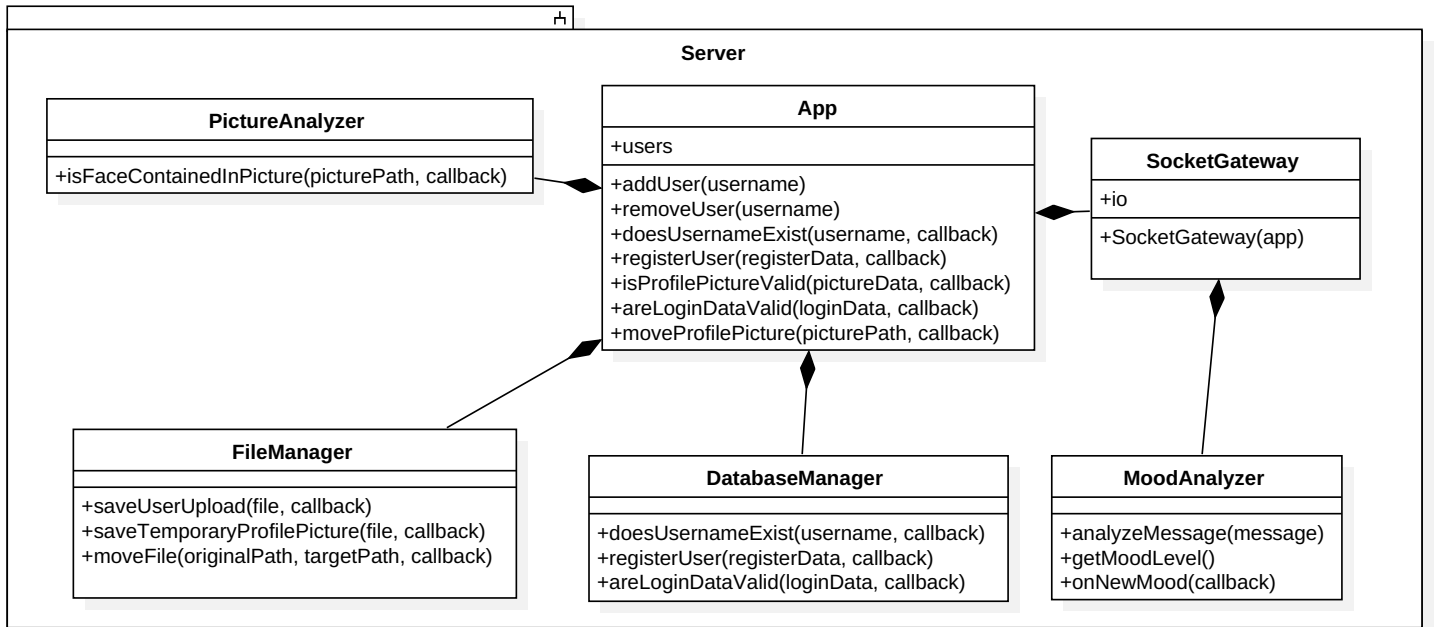 Server
PictureAnalyzer
+isFaceContainedInPicture(picturePath, callback)
App
+users
+addUser(username)
+removeUser(username)
+doesUsernameExist(username, callback)
+registerUser(registerData, callback)
+isProfilePictureValid(pictureData, callback)
+areLoginDataValid(loginData, callback)
+moveProfilePicture(picturePath, callback)
SocketGateway
+io
+SocketGateway(app)
FileManager
+saveUserUpload(file, callback)
+saveTemporaryProfilePicture(file, callback)
+moveFile(originalPath, targetPath, callback)
DatabaseManager
+doesUsernameExist(username, callback)
+registerUser(registerData, callback)
+areLoginDataValid(loginData, callback)
MoodAnalyzer
+analyzeMessage(message)
+getMoodLevel()
+onNewMood(callback)